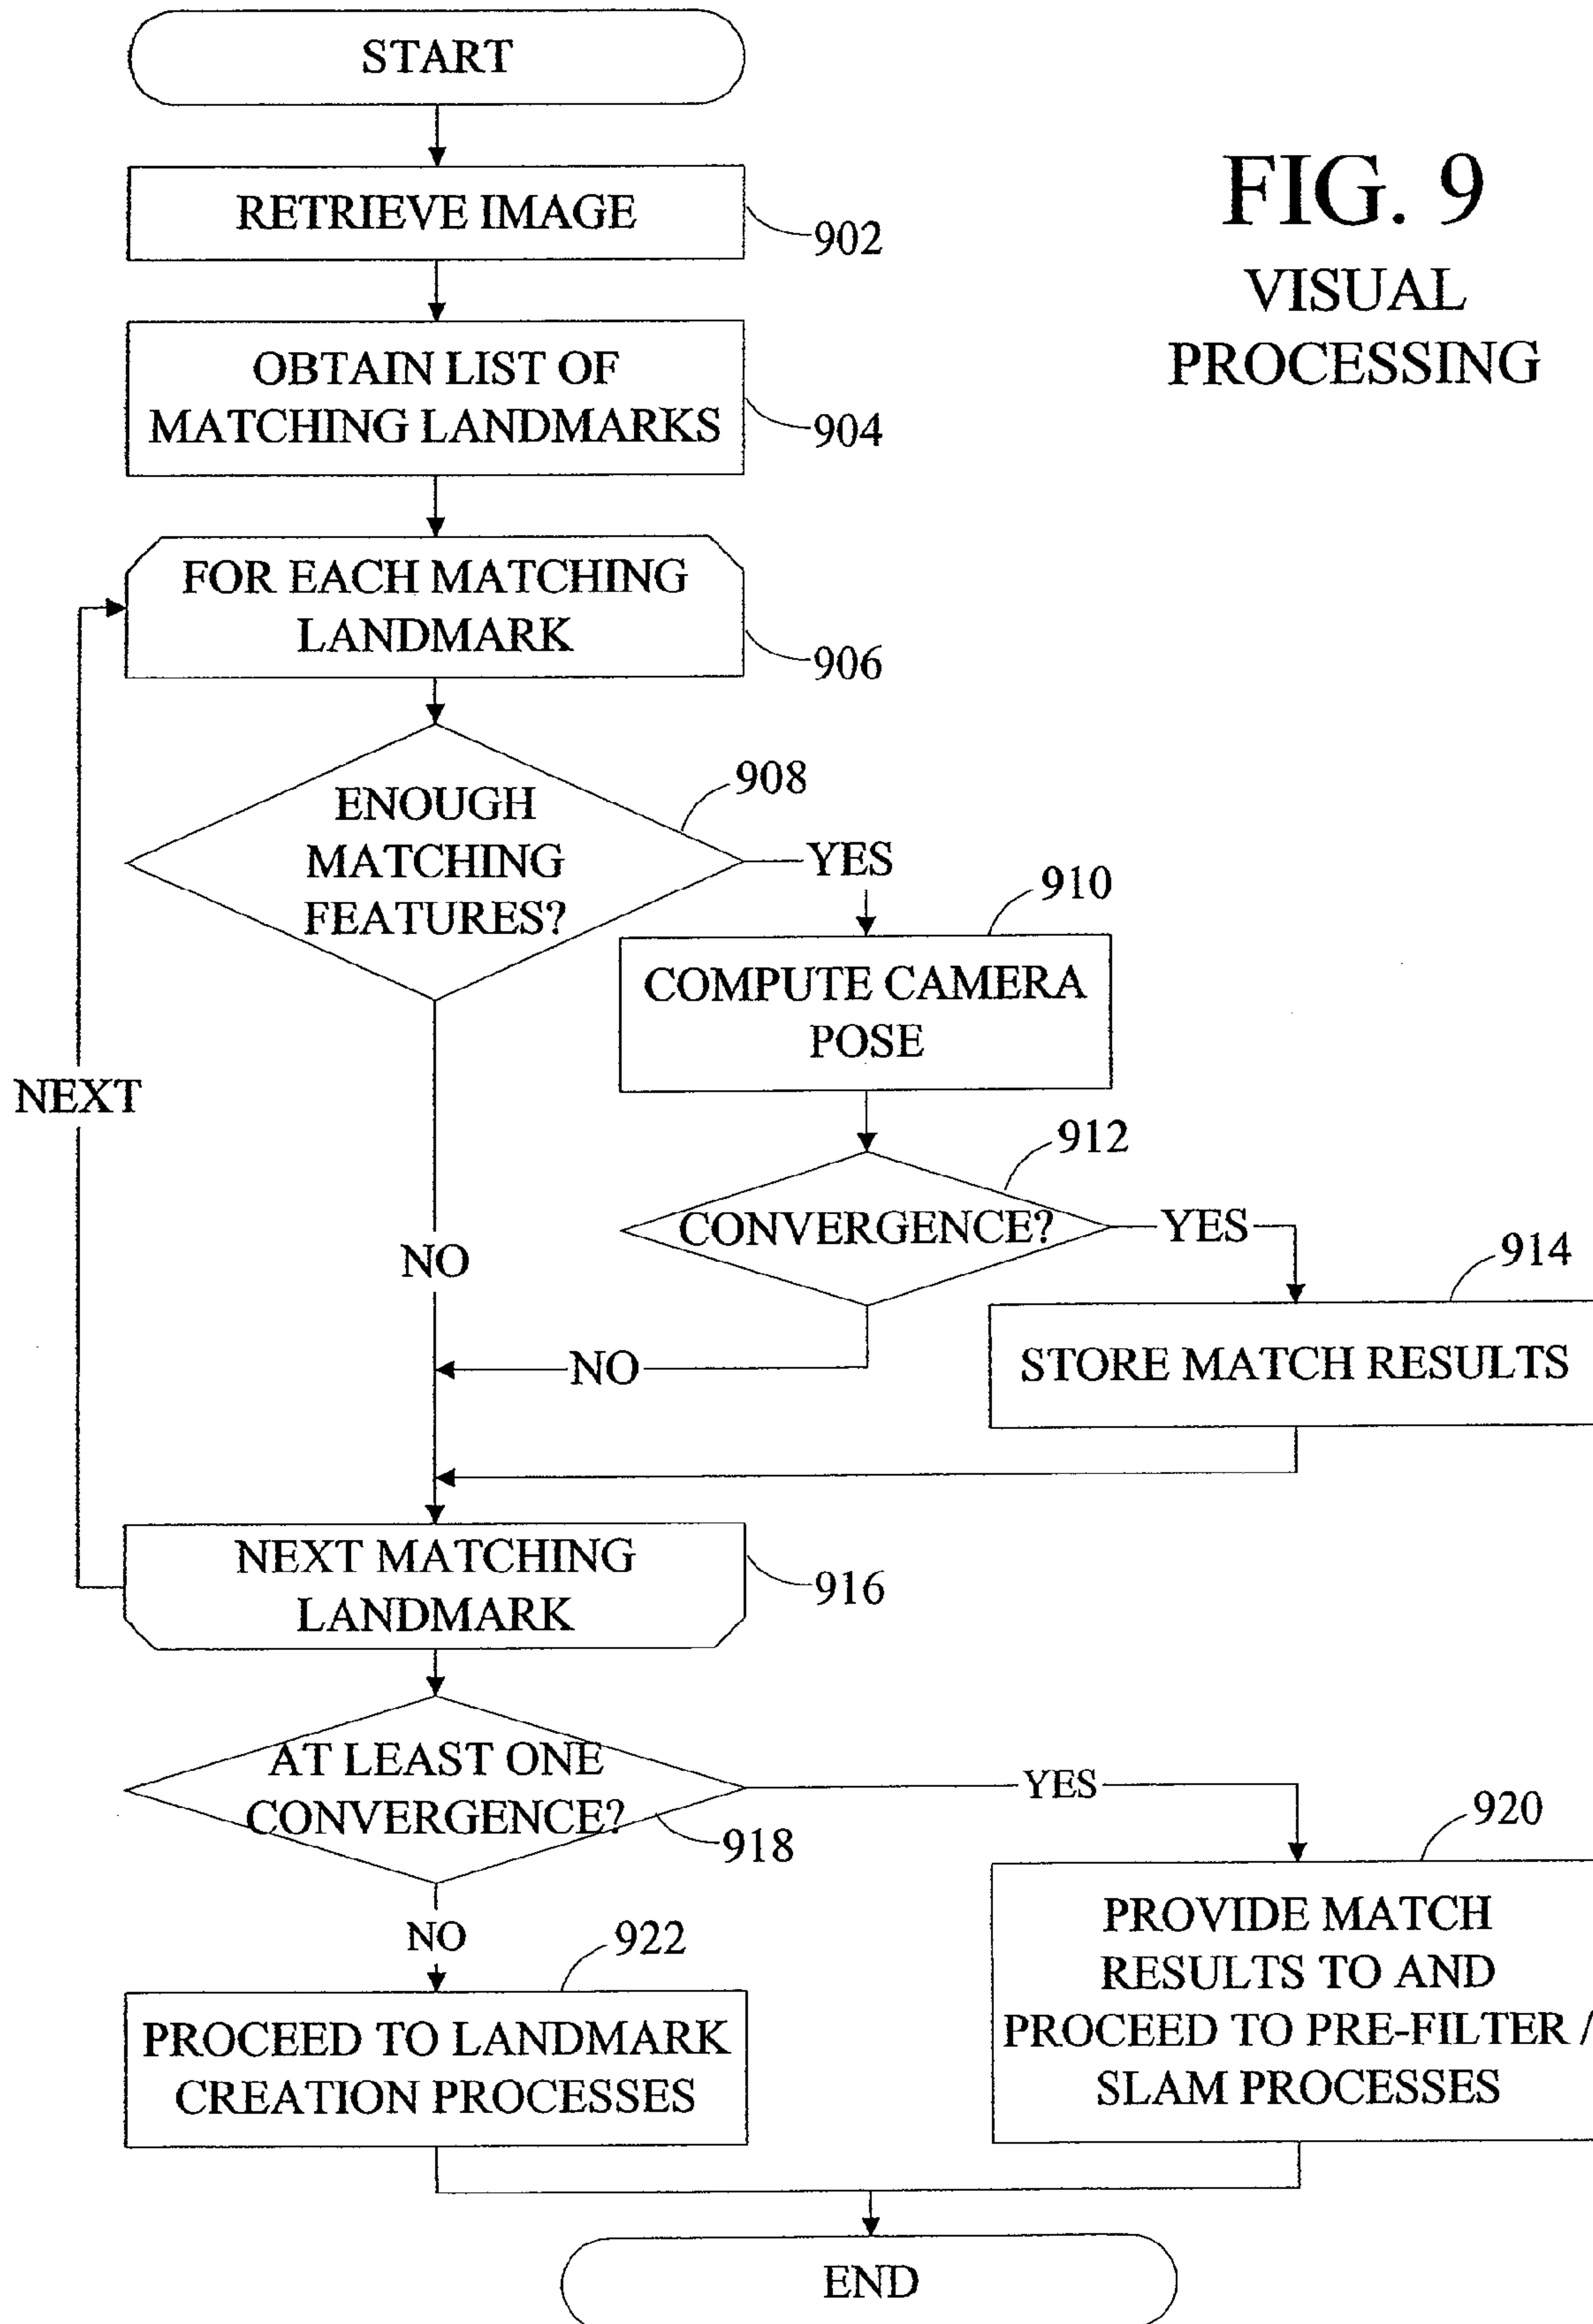 START
FIG. 9
VISUAL
PROCESSING
RETRIEVE IMAGE
902
OBTAIN LIST OF
MATCHING LANDMARKS
904
FOR EACH MATCHING
LANDMARK
906
ENOUGH
MATCHING
FEATURES?
908
YES
910
COMPUTE CAMERA
POSE
NEXT
912
CONVERGENCE?
YES
NO
914
STORE MATCH RESULTS
NO
NEXT MATCHING
LANDMARK
916
AT LEAST ONE
CONVERGENCE?
918
YES
920
PROVIDE MATCH
RESULTS TO AND
PROCEED TO PRE-FILTER /
SLAM PROCESSES
NO
922
PROCEED TO LANDMARK
CREATION PROCESSES
END